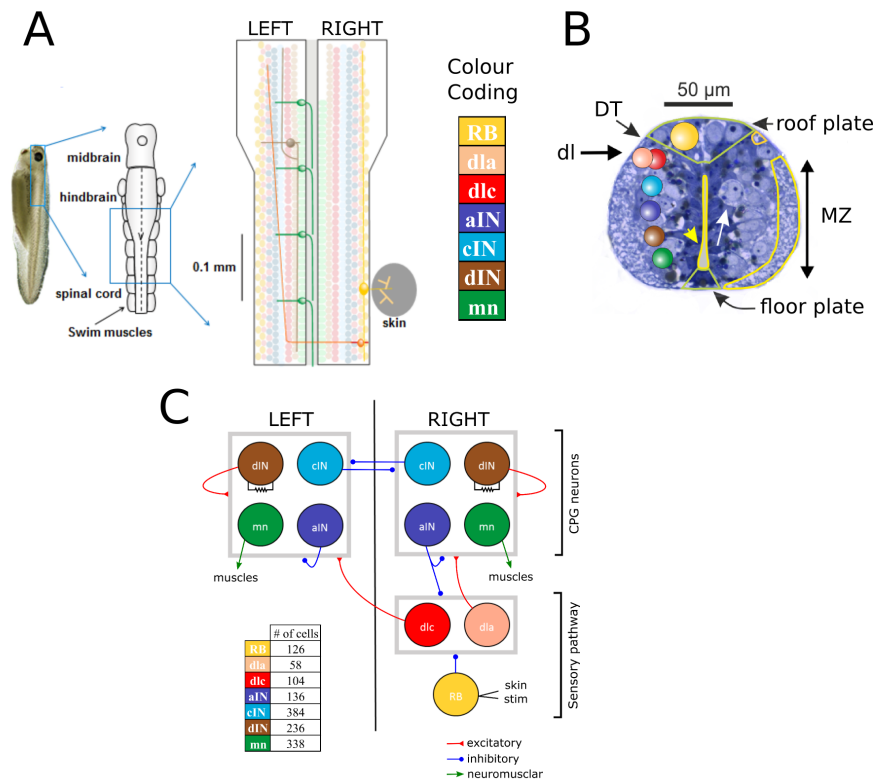 A
LEFT RIGHT
midbrain
hindbrain
spinal cord
Swim muscles
0.1 mm
skin
Colour
Coding
RB
dla
dlc
aIN
cIN
dIN
mn
B
50 µm
DT
roof plate
dl
MZ
floor plate
C
LEFT
RIGHT
dIN
cIN
cIN
dIN
mn
aIN
aIN
mn
muscles
muscles
CPG neurons
dlc
dla
Sensory pathway
RB
skin
stim
# of cells
RB 126
dla 58
dlc 104
aIN 136
cIN 384
dIN 236
mn 338
excitatory
inhibitory
neuromusclar